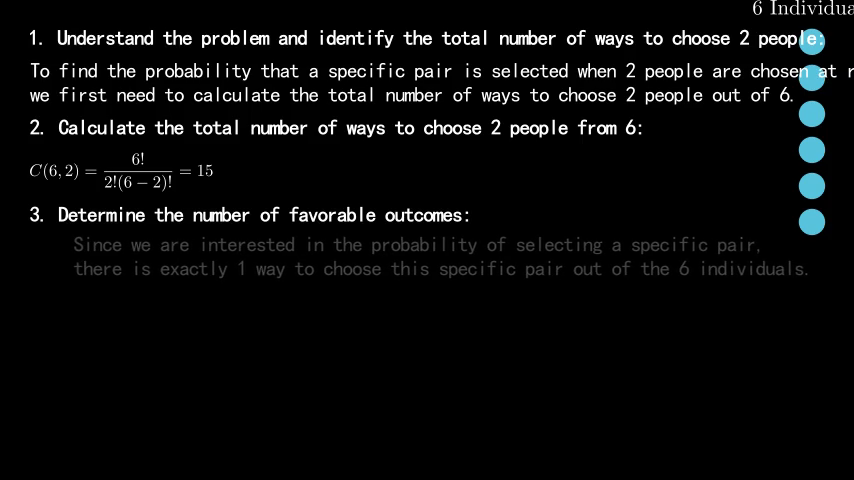 6 Individua
1. Understand the problem and identify the total number of ways to choose 2 people:
To find the probability that a specific pair is selected when 2 people are chosen at r
we first need to calculate the total number of ways to choose 2 people out of 6.
2. Calculate the total number of ways to choose 2 people from 6:
C(6, 2) = 6! / 2!(6 − 2)! = 15
3. Determine the number of favorable outcomes:
Since we are interested in the probability of selecting a specific pair,
there is exactly 1 way to choose this specific pair out of the 6 individuals.